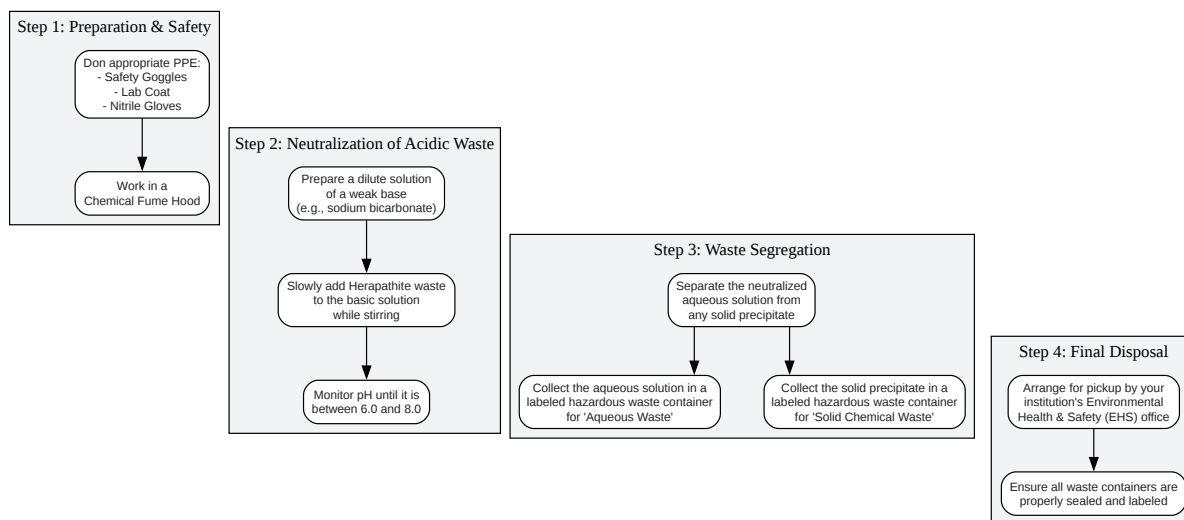 Step 1: Preparation & Safety
Don appropriate PPE:
- Safety Goggles
- Lab Coat
- Nitrile Gloves
Work in a
Chemical Fume Hood
Step 2: Neutralization of Acidic Waste
Prepare a dilute solution
of a weak base
(e.g., sodium bicarbonate)
Slowly add Herapathite waste
to the basic solution
while stirring
Monitor pH until it is
between 6.0 and 8.0
Step 3: Waste Segregation
Separate the neutralized
aqueous solution from
any solid precipitate
Collect the aqueous solution in a
labeled hazardous waste container
for 'Aqueous Waste'
Collect the solid precipitate in a
labeled hazardous waste container
for 'Solid Chemical Waste'
Step 4: Final Disposal
Arrange for pickup by your
institution's Environmental
Health & Safety (EHS) office
Ensure all waste containers are
properly sealed and labeled